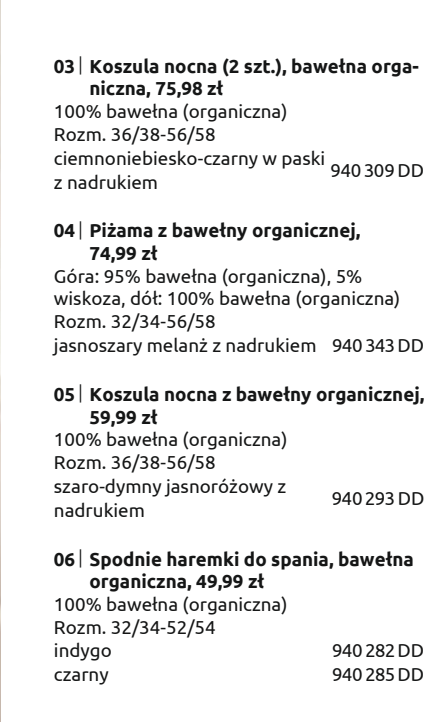 03| Koszula nocna (2 szt.), bawełna orga-
niczna, 75,98 zł
100% bawełna (organiczna)
Rozm. 36/38-56/58
ciemnoniebiesko-czarny w paski
z nadrukiem 940 309 DD
04| Piżama z bawełny organicznej,
74,99 zł
Góra: 95% bawełna (organiczna), 5%
wiskoza, dół: 100% bawełna (organiczna)
Rozm. 32/34-56/58
jasnoszary melanż z nadrukiem 940 343 DD
05| Koszula nocna z bawełny organicznej,
59,99 zł
100% bawełna (organiczna)
Rozm. 36/38-56/58
szaro-dymny jasnoróżowy z
nadrukiem 940 293 DD
06| Spodnie haremki do spania, bawełna
organiczna, 49,99 zł
100% bawełna (organiczna)
Rozm. 32/34-52/54
indygo 940 282 DD
czarny 940 285 DD